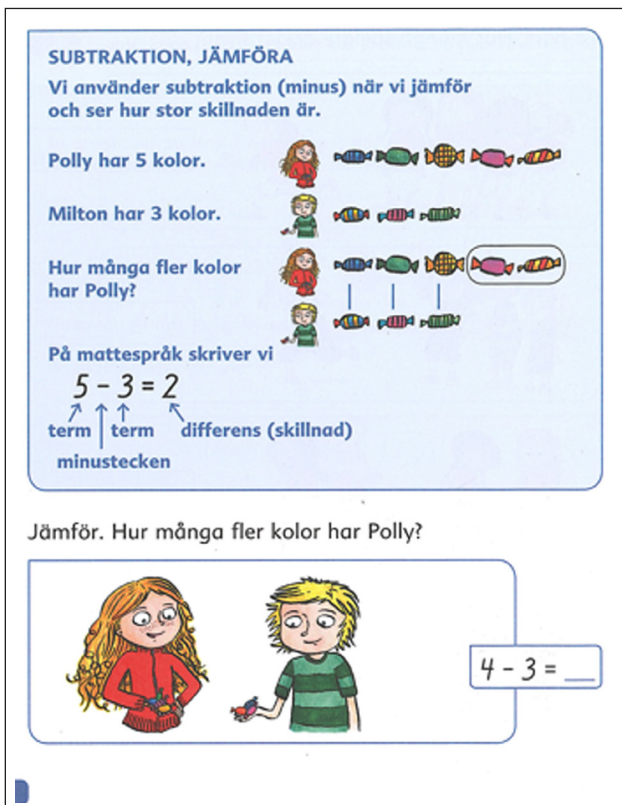 SUBTRAKTION, JÄMFÖRA
Vi använder subtraktion (minus) när vi jämför
och ser hur stor skillnaden är.
Polly har 5 kolor.
Milton har 3 kolor.
Hur många fler kolor
har Polly?
På mattespråk skriver vi
5 - 3 = 2
term term differens (skillnad)
minustecken
Jämför. Hur många fler kolor har Polly?
4 - 3 = __